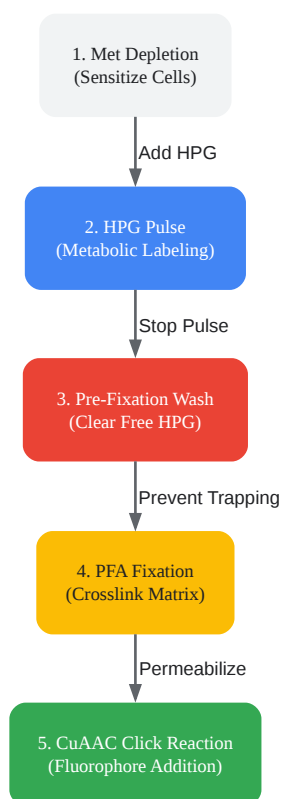 1. Met Depletion
(Sensitize Cells)
Add HPG
2. HPG Pulse
(Metabolic Labeling)
Stop Pulse
3. Pre-Fixation Wash
(Clear Free HPG)
Prevent Trapping
4. PFA Fixation
(Crosslink Matrix)
Permeabilize
5. CuAAC Click Reaction
(Fluorophore Addition)